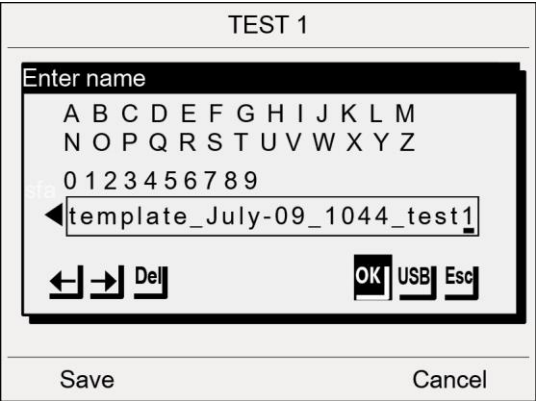 TEST 1
Enter name
A B C D E F G H I J K L M
N O P Q R S T U V W X Y Z
0 1 2 3 4 5 6 7 8 9
template_July-09_1044_test1
Del OK USB Esc
Save Cancel